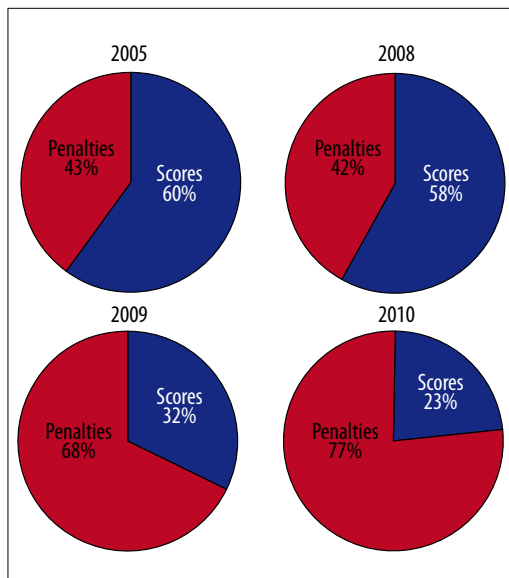 2005
Penalties
43%
Scores
60%
2008
Penalties
42%
Scores
58%
2009
Penalties
68%
Scores
32%
2010
Penalties
77%
Scores
23%